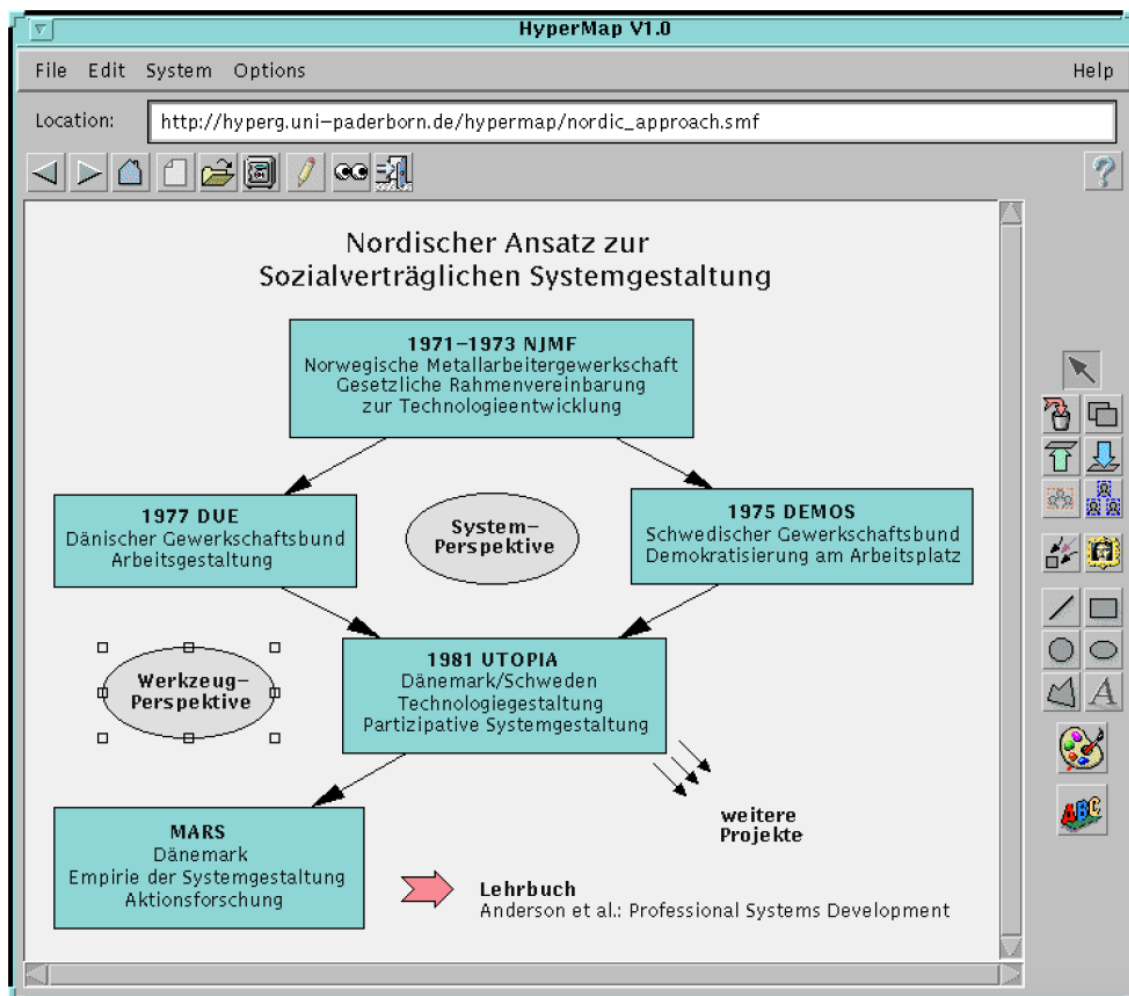 HyperMap V1.0
File Edit System Options Help
Location: http://hyperg.uni-paderborn.de/hypermap/nordic_approach.smf
Nordischer Ansatz zur
Sozialverträglichen Systemgestaltung
1971-1973 NJMF
Norwegische Metallarbeitergewerkschaft
Gesetzliche Rahmenvereinbarung
zur Technologieentwicklung
1977 DUE
Dänischer Gewerkschaftsbund
Arbeitsgestaltung
System-
Perspektive
1975 DEMOS
Schwedischer Gewerkschaftsbund
Demokratisierung am Arbeitsplatz
Werkzeug-
Perspektive
1981 UTOPIA
Dänemark/Schweden
Technologiegestaltung
Partizipative Systemgestaltung
weitere
Projekte
MARS
Dänemark
Empirie der Systemgestaltung
Aktionsforschung
Lehrbuch
Anderson et al.: Professional Systems Development
A
ABC